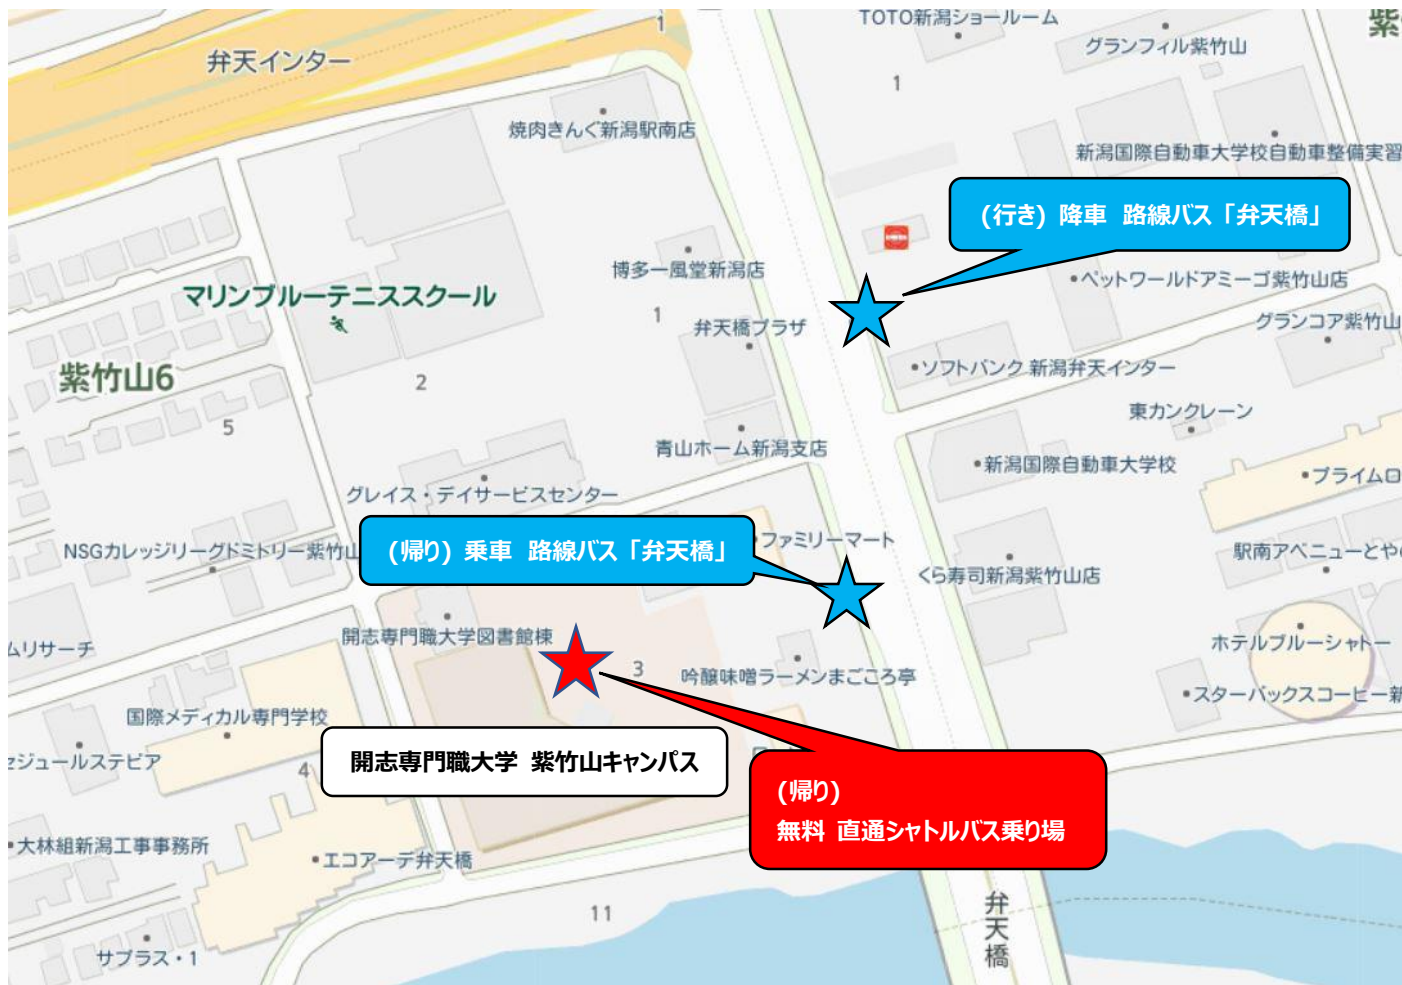 TOTO新潟ショールーム
紫
1
弁天インター
グランフィル紫竹山
1
焼肉きんぐ新潟駅南店
新潟国際自動車大学校自動車整備実習
(行き) 降車 路線バス「弁天橋」
博多一風堂新潟店
ペットワールドアミーゴ紫竹山店
マリンブルーテニススクール
1
弁天橋プラザ
グランコア紫竹山
紫竹山6
2
ソフトバンク 新潟弁天インター
東カンクレーン
5
青山ホーム新潟支店
新潟国際自動車大学校
プライムロ
グレイス・デイサービスセンター
NSGカレッジリーグドミトリー紫竹山
(帰り) 乗車 路線バス「弁天橋」
ファミリーマート
駅南アベニューとやの
くら寿司新潟紫竹山店
開志専門職大学図書館棟
ムリサーチ
3
吟醸味噌ラーメンまごころ亭
ホテルブルーシャトー
スターバックスコーヒー新
国際メディカル専門学校
セジュールステビア
4
開志専門職大学 紫竹山キャンパス
(帰り)
無料 直通シャトルバス乗り場
大林組新潟工事事務所
エコアーデ弁天橋
11
弁天橋
サプラス・1